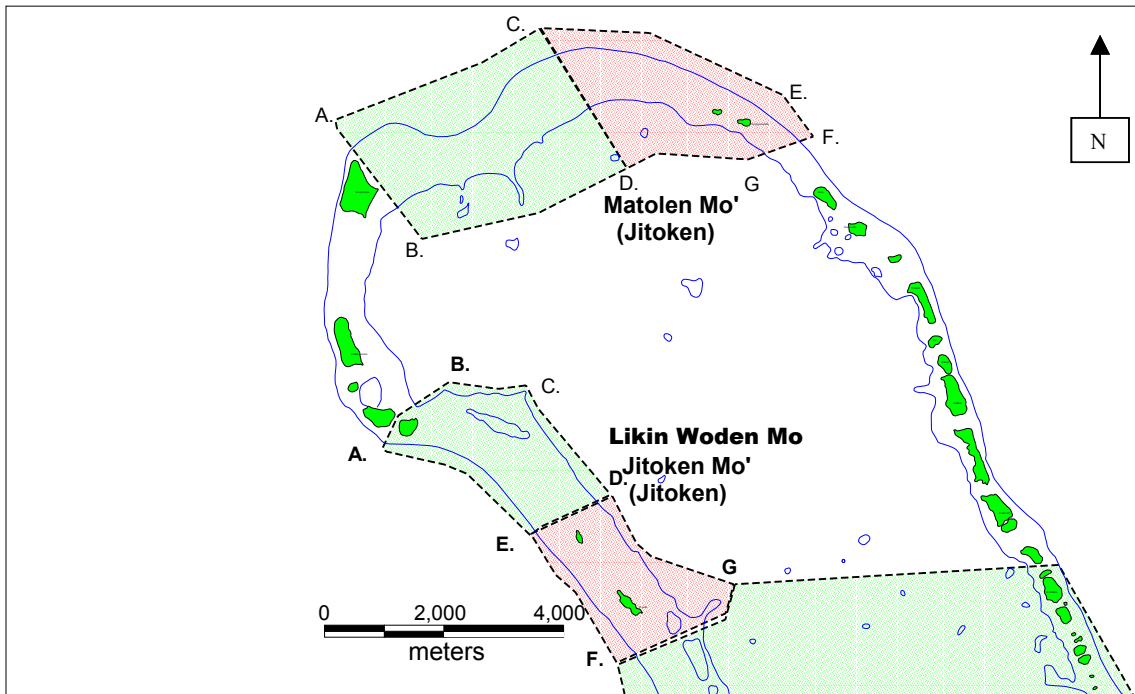 C.
A.
E.
F.
N
D.
G
Matolen Mo'
(Jitoken)
B.
B.
C.
A.
Likin Woden Mo
Jitoken Mo'
D.
(Jitoken)
E.
G
0 2,000 4,000
meters
F.